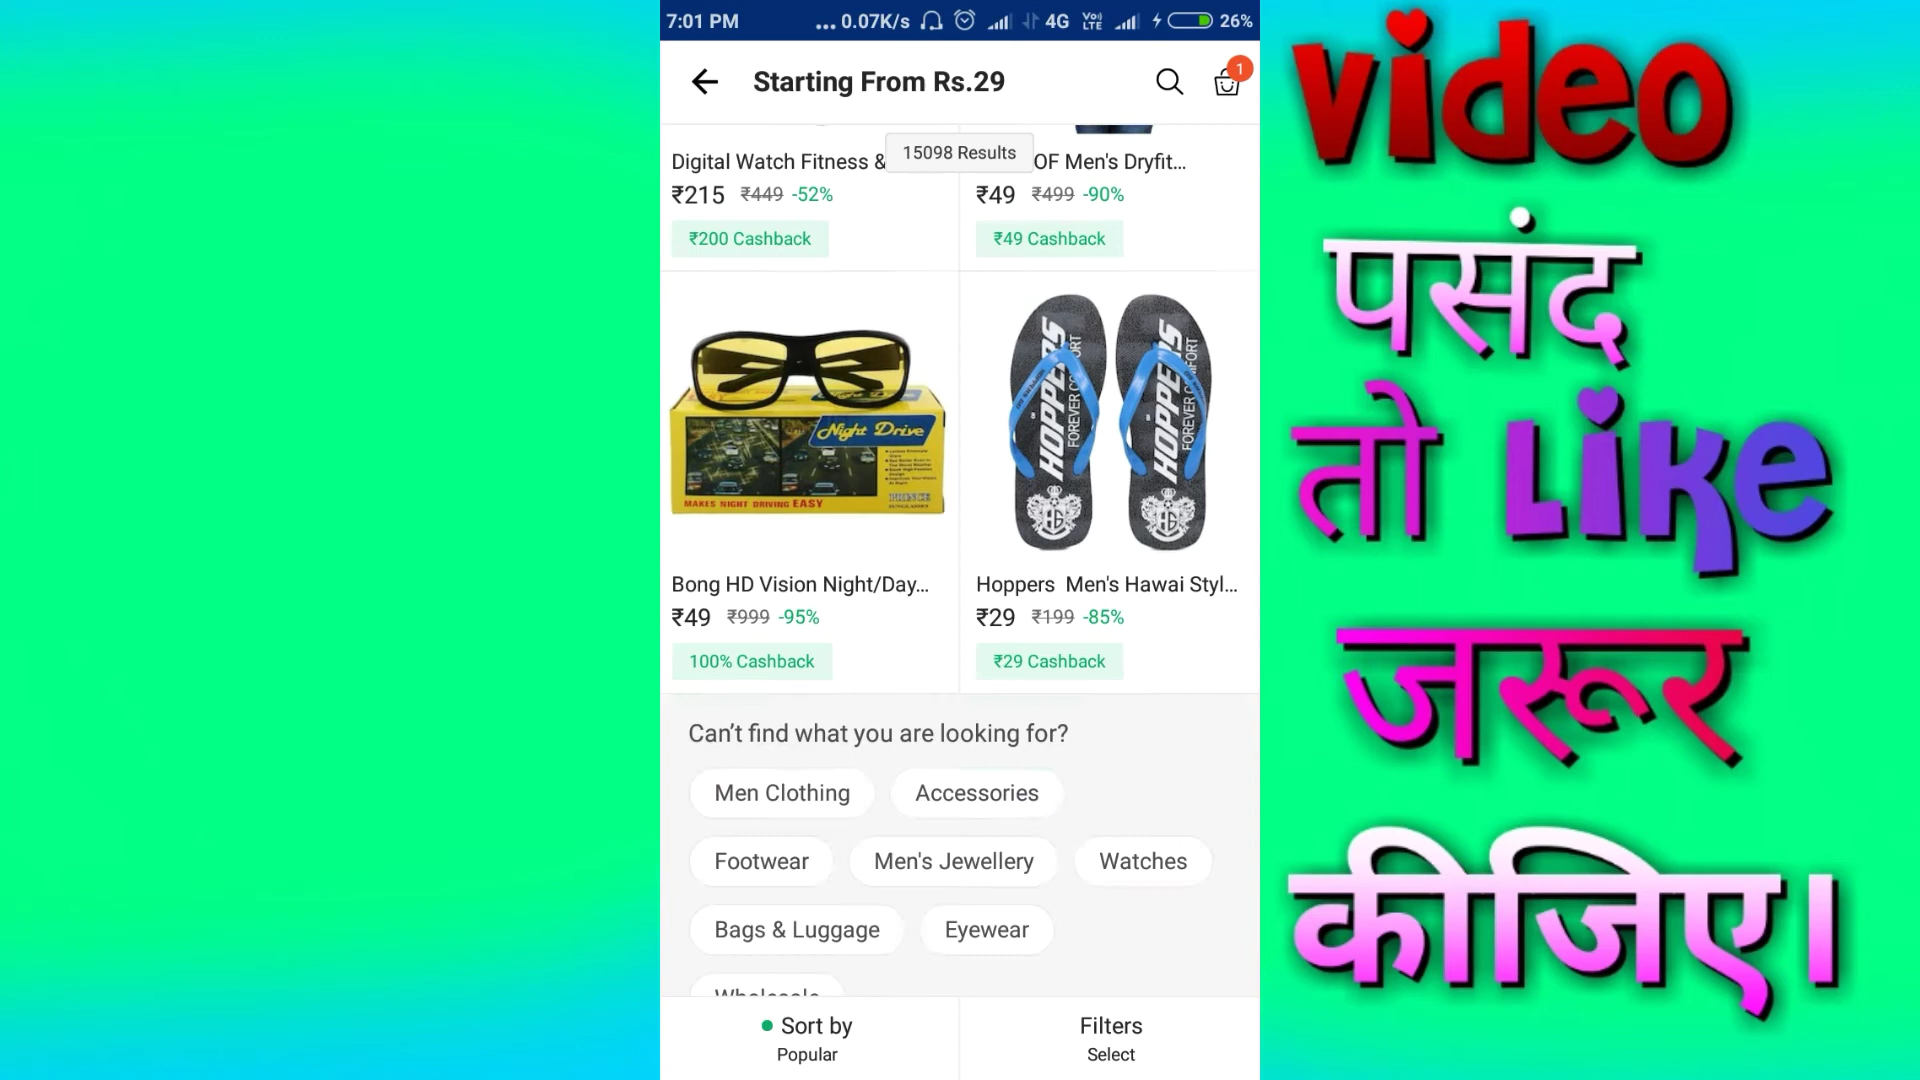 7:01 PM ... 0.07K/s 4G VoLTE 26%
Starting From Rs.29
1
15098 Results
Digital Watch Fitness &
₹215 ₹449 -52%
₹200 Cashback
OF Men's Dryfit...
₹49 ₹499 -90%
₹49 Cashback
Night Drive
MAKES NIGHT DRIVING EASY
PRINCE
HOPPERS
FOREVER COMFORT
HOPPERS
FOREVER COMFORT
Bong HD Vision Night/Day...
₹49 ₹999 -95%
100% Cashback
Hoppers Men's Hawai Styl...
₹29 ₹199 -85%
₹29 Cashback
Can't find what you are looking for?
Men Clothing
Accessories
Footwear
Men's Jewellery
Watches
Bags & Luggage
Eyewear
Wholesale
Sort by
Popular
Filters
Select
video
पसंद
तो Like
जरूर
कीजिए।